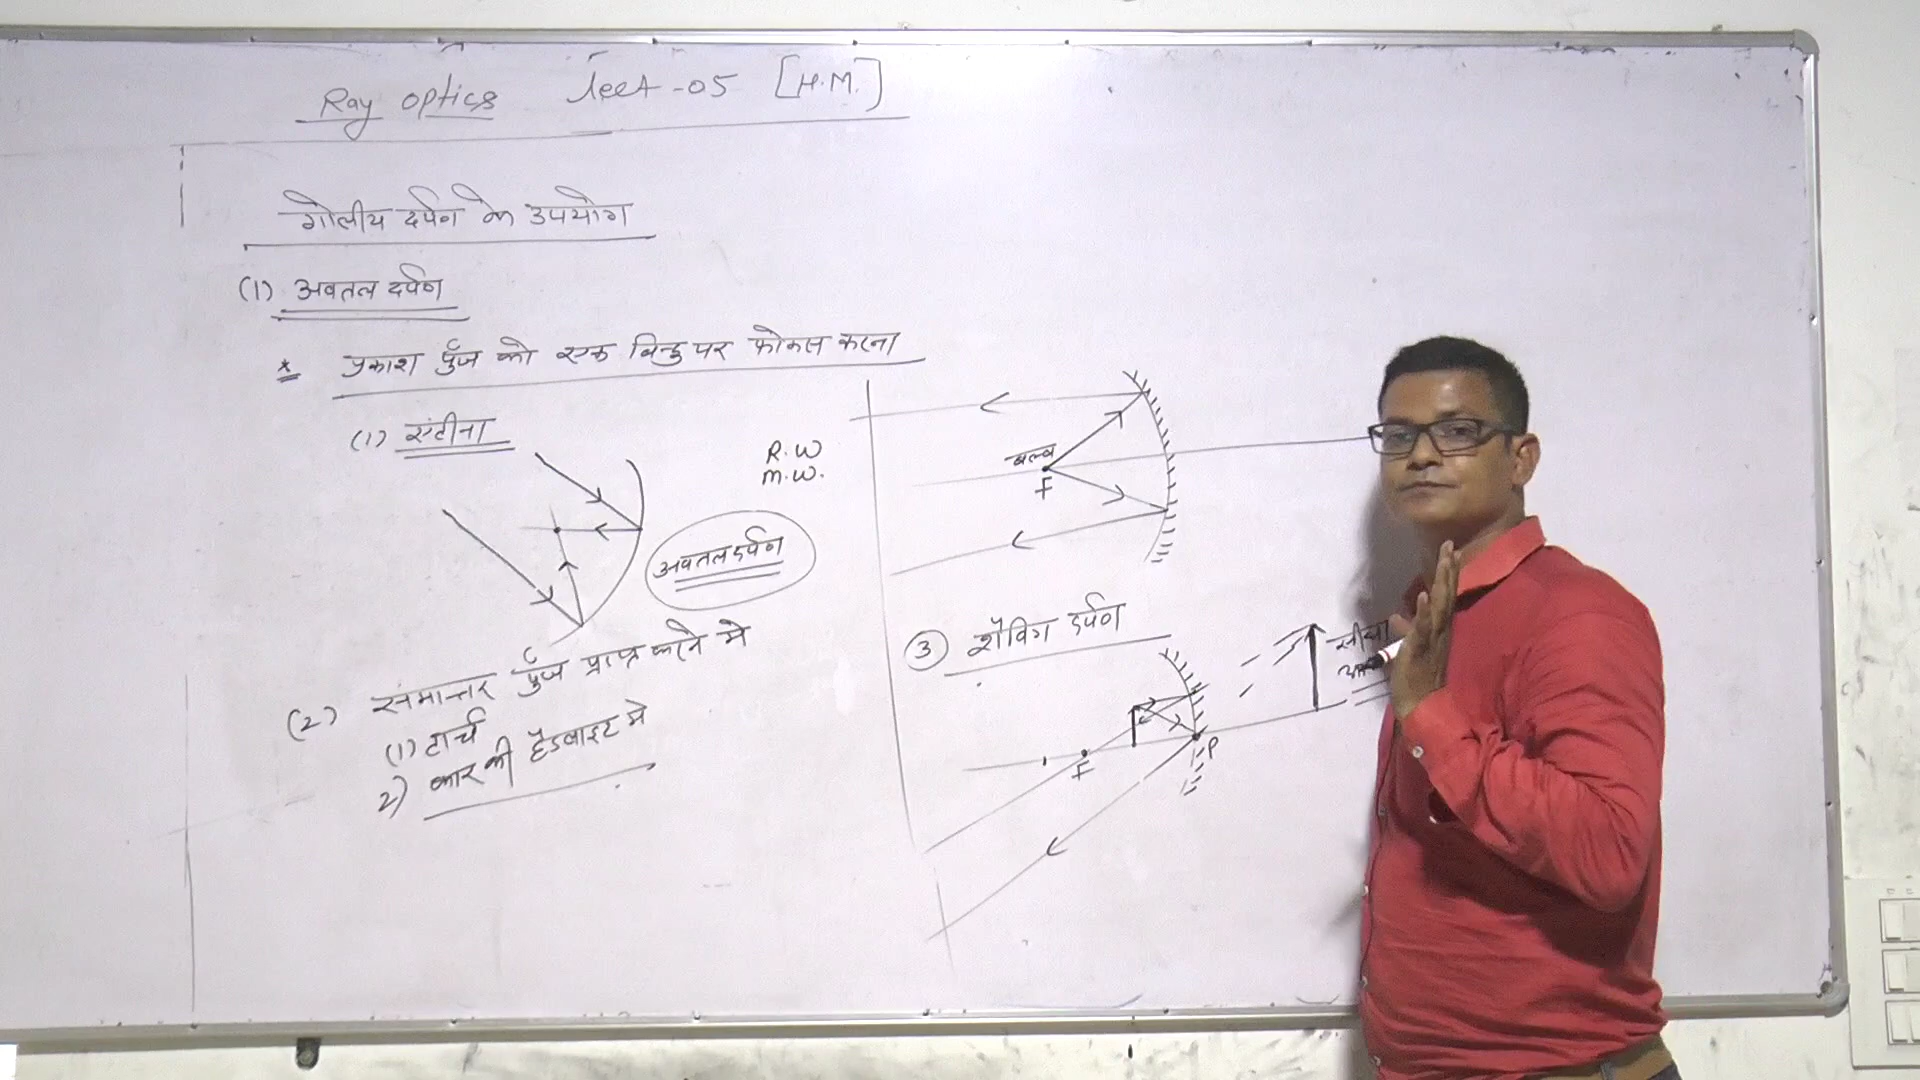 Ray optics Lect-05 [H.M.]
गोलीय दर्पण के उपयोग
(1) अवतल दर्पण
* प्रकाश पुँज को एक बिन्दु पर फोकस करना
(1) एंटीना
R.W
M.W.
अवतल दर्पण
(2) समान्तर पुँज प्राप्त करने मे
(1) टार्च
2) कार की हैडलाइट मे
बल्ब
F
③ शेविंग दर्पण
सीधा
F
P